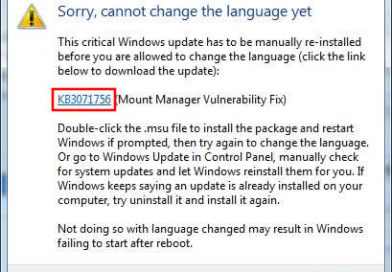 Sorry, cannot change the language yet
This critical Windows update has to be manually re-installed
before you are allowed to change the language (click the link
below to download the update):
KB3071756 (Mount Manager Vulnerability Fix)
Double-click the .msu file to install the package and restart
Windows if prompted, then try again to change the language.
Or go to Windows Update in Control Panel, manually check
for system updates and let Windows reinstall them for you. If
Windows keeps saying an update is already installed on your
computer, try uninstall it and install it again.
Not doing so with language changed may result in Windows
failing to start after reboot.